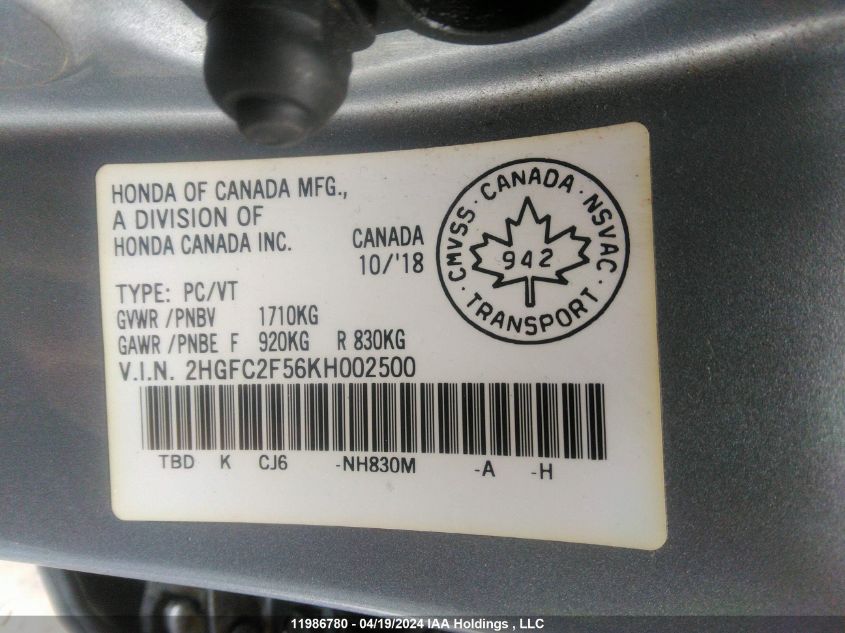 HONDA OF CANADA MFG.,
A DIVISION OF
HONDA CANADA INC.
CANADA
10/'18
CMVSS · CANADA · NSVAC
942
· TRANSPORT ·
TYPE: PC/VT
GVWR /PNBV 1710KG
GAWR /PNBE F 920KG R 830KG
V.I.N. 2HGFC2F56KH002500
TBD K CJ6 -NH830M -A -H
11986780 - 04/19/2024 IAA Holdings , LLC